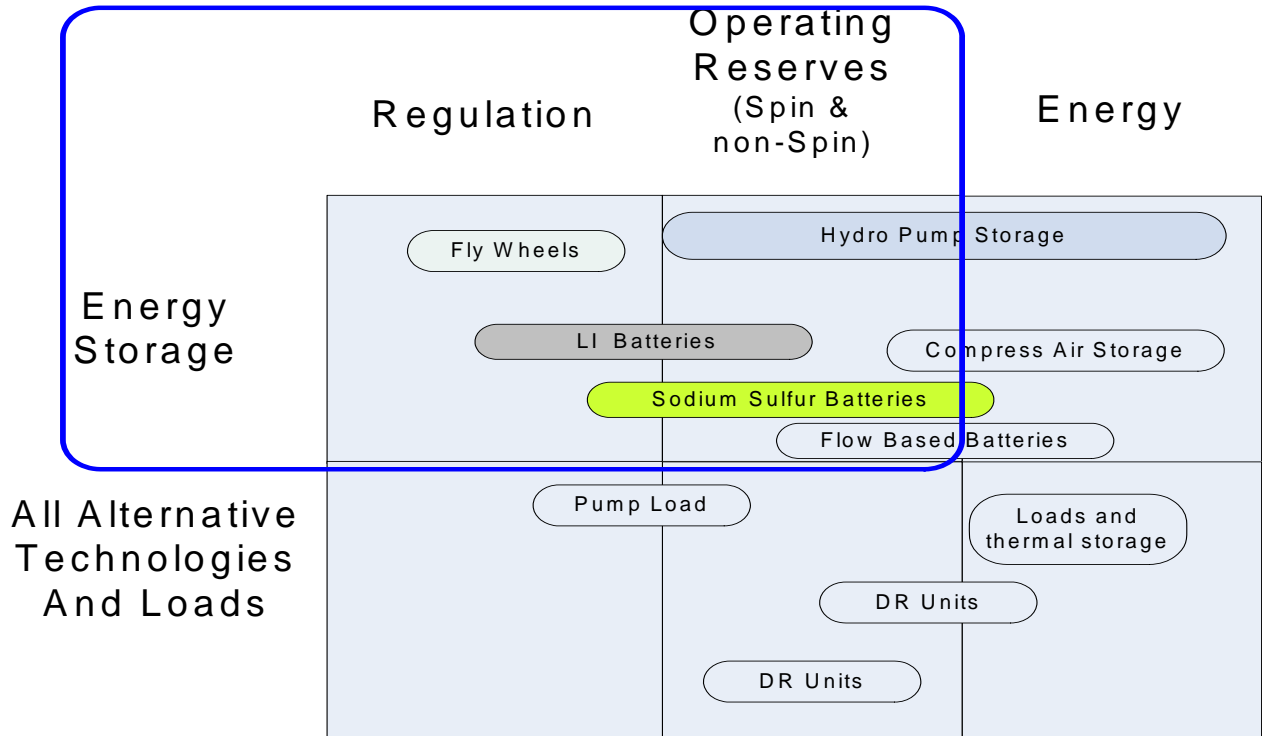 Operating
Reserves
(Spin &
non-Spin)
Regulation
Energy
Energy
Storage
Fly Wheels
Hydro Pump Storage
LI Batteries
Compress Air Storage
Sodium Sulfur Batteries
Flow Based Batteries
All Alternative
Technologies
And Loads
Pump Load
Loads and
thermal storage
DR Units
DR Units